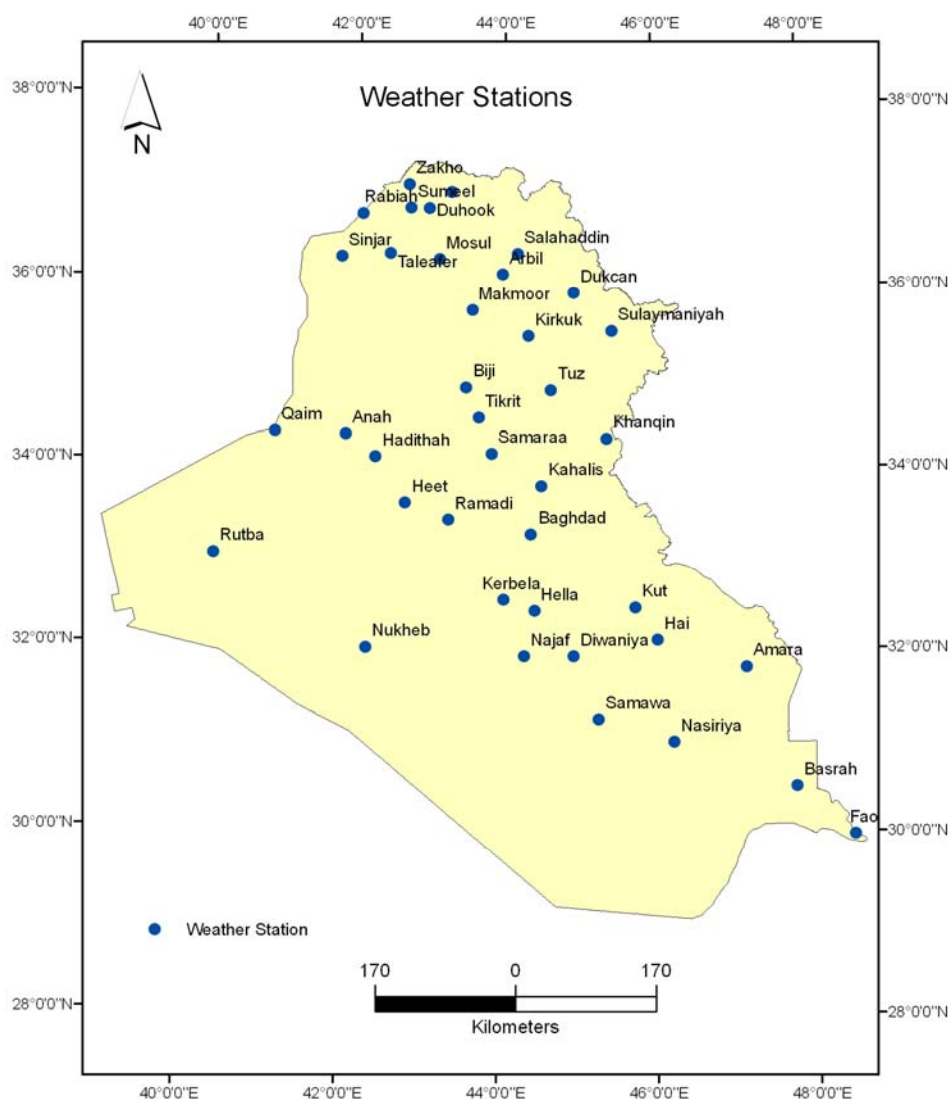 40°0'0"E 42°0'0"E 44°0'0"E 46°0'0"E 48°0'0"E
38°0'0"N
38°0'0"N
Weather Stations
N
Zakho
Rabiah
Sumeel
Duhook
Sinjar
Taleafer
Mosul
Salahaddin
Arbil
36°0'0"N
36°0'0"N
Dukcan
Makmoor
Kirkuk
Sulaymaniyah
Biji
Tuz
Qaim
Anah
Tikrit
Khanqin
Hadithah
Samaraa
34°0'0"N
34°0'0"N
Kahalis
Heet
Ramadi
Baghdad
Rutba
Kerbela
Hella
Kut
32°0'0"N
32°0'0"N
Nukheb
Najaf
Diwaniya
Hai
Amara
Samawa
Nasiriya
Basrah
Fao
30°0'0"N
30°0'0"N
Weather Station
170 0 170
Kilometers
28°0'0"N
28°0'0"N
40°0'0"E 42°0'0"E 44°0'0"E 46°0'0"E 48°0'0"E